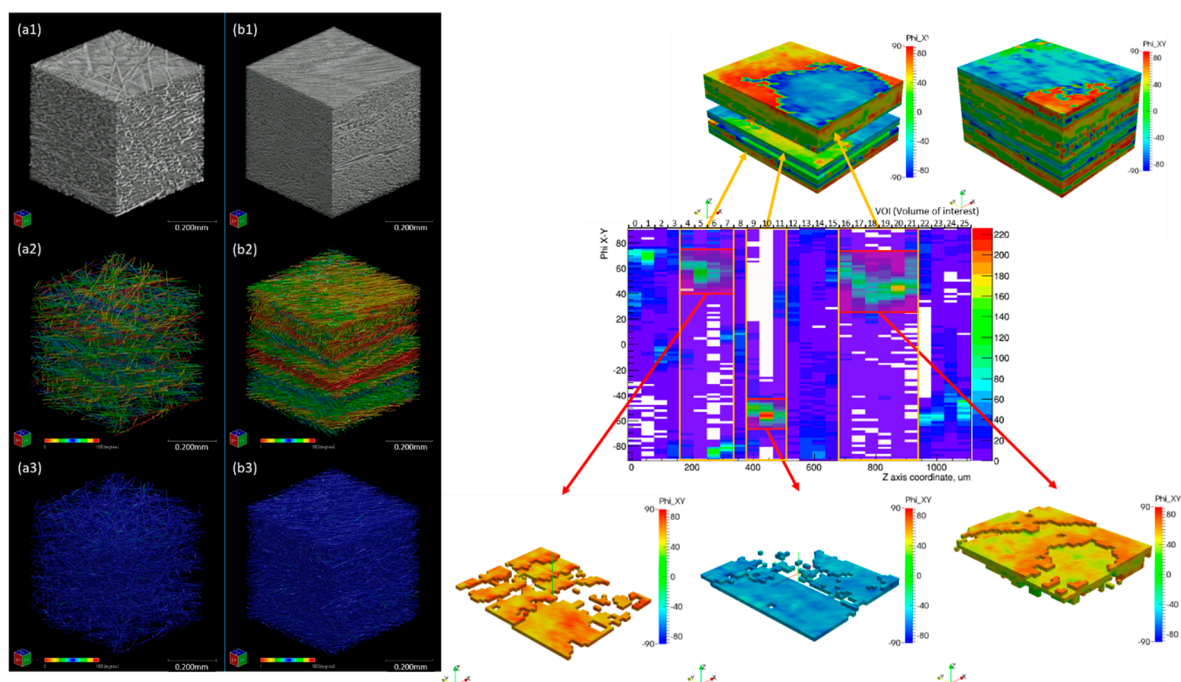 (a1)
(b1)
0.200mm
0.200mm
(a2)
(b2)
0.200mm
0.200mm
(a3)
(b3)
0.200mm
0.200mm
Phi_XY
90
80
40
0
-40
-80
-90
Phi_XY
90
80
40
0
-40
-80
-90
VOI (Volume of interest)
0 1 2 3 4 5 6 7 8 9 10 11 12 13 14 15 16 17 18 19 20 21 22 23 24 25
Phi X-Y
80
60
40
20
0
-20
-40
-60
-80
0 200 400 600 800 1000
Z axis coordinate, um
220
200
180
160
140
120
100
80
60
40
20
0
Phi_XY
90
80
40
0
-40
-80
-90
Phi_XY
90
80
40
0
-40
-80
-90
Phi_XY
90
80
40
0
-40
-80
-90